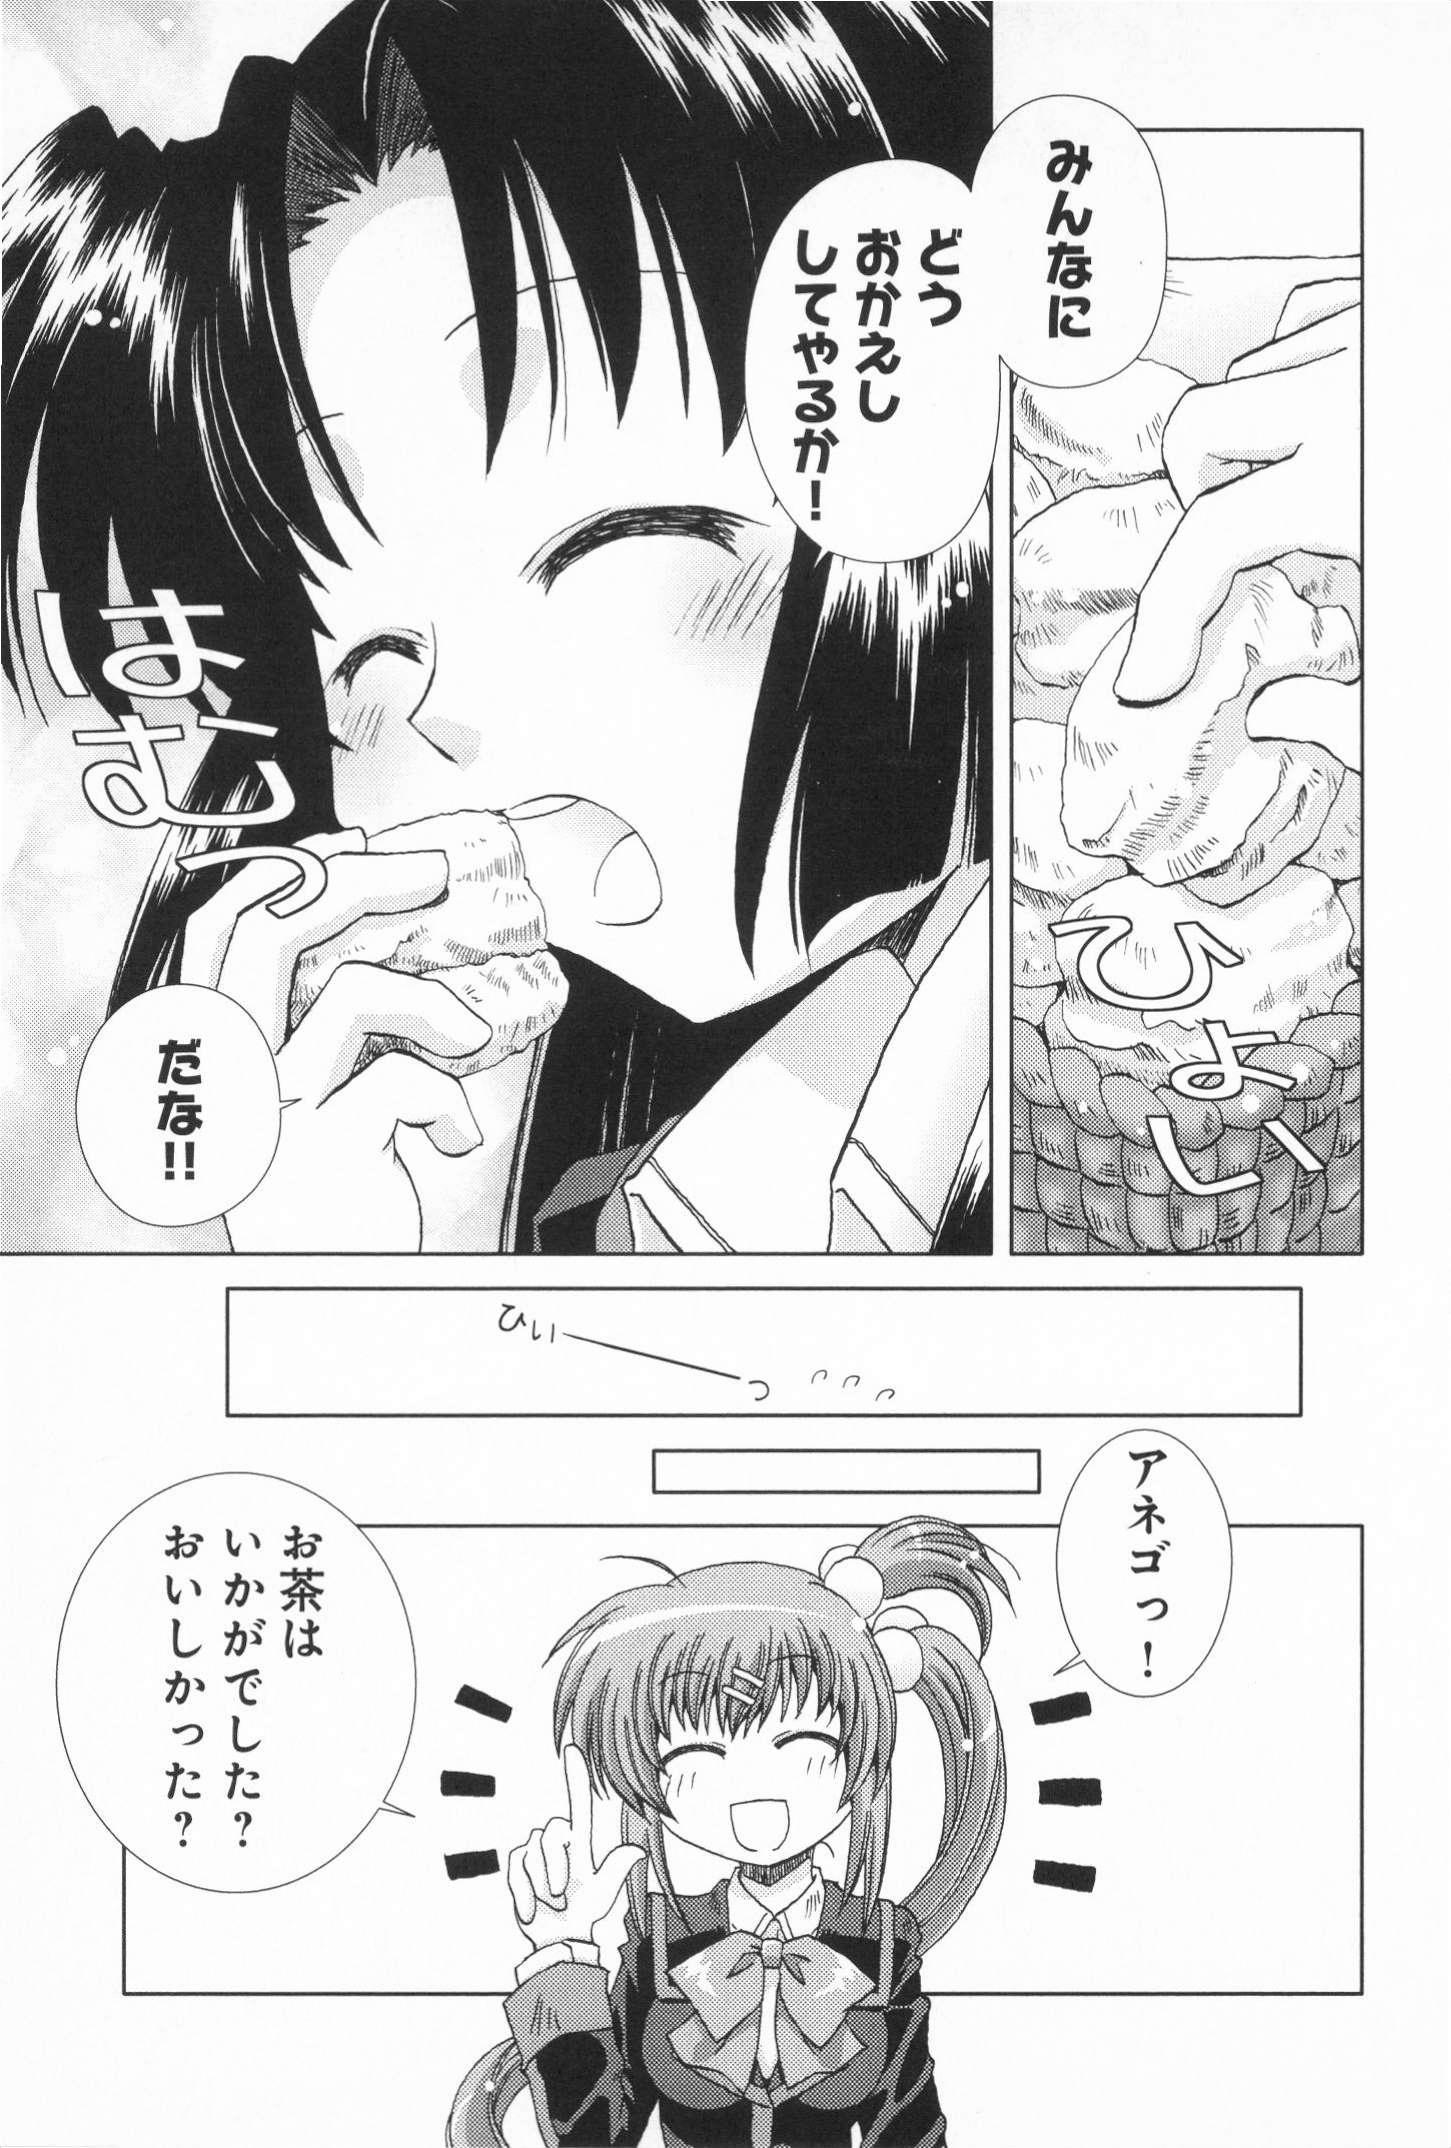 みんなに
どう
おかえし
してやるか！
ひょい
はむっ
だな!!
ひぃ――っ
アネゴっ！
お茶は
いかがでした？
おいしかった？